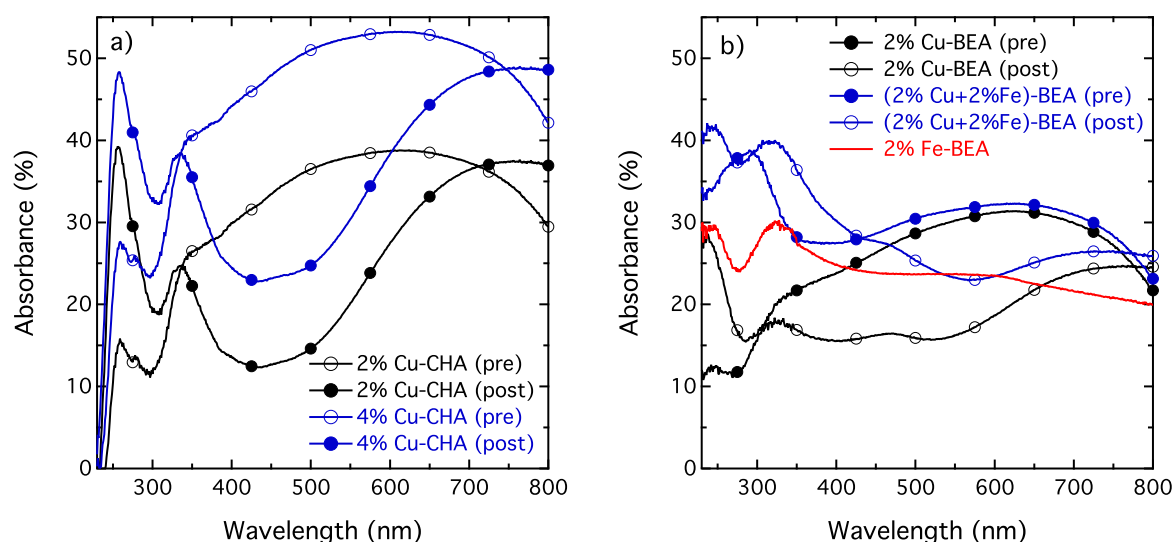 a)
50
40
30
20
10
0
Absorbance (%)
2% Cu-CHA (pre)
2% Cu-CHA (post)
4% Cu-CHA (pre)
4% Cu-CHA (post)
300 400 500 600 700 800
Wavelength (nm)
b)
50
40
30
20
10
0
Absorbance (%)
2% Cu-BEA (pre)
2% Cu-BEA (post)
(2% Cu+2%Fe)-BEA (pre)
(2% Cu+2%Fe)-BEA (post)
2% Fe-BEA
300 400 500 600 700 800
Wavelength (nm)